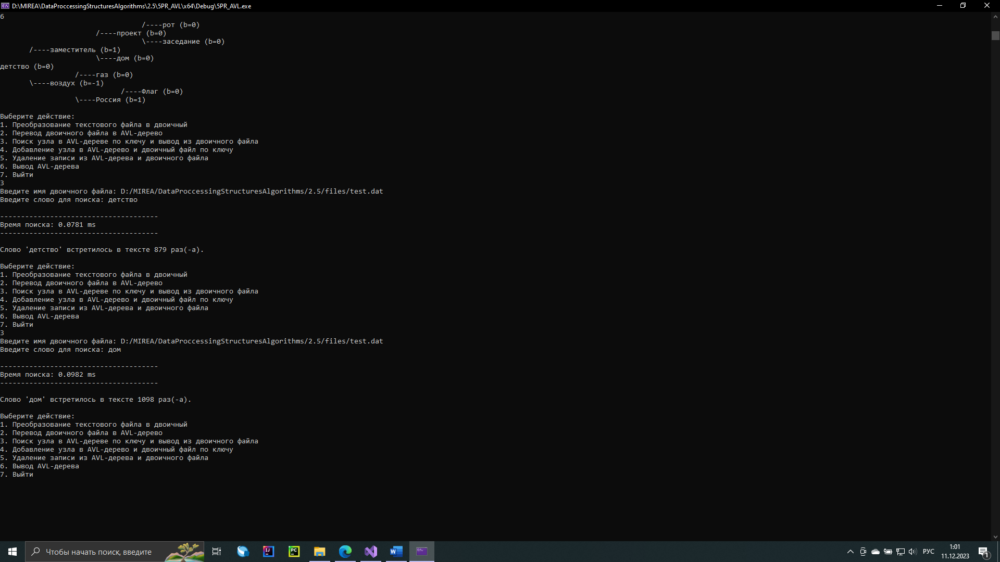 D:\MIREA\DataProccessingStructuresAlgorithms\2.5\5PR_AVL\x64\Debug\5PR_AVL.exe
6
/----рот (b=0)
/----проект (b=0)
\----заседание (b=0)
/----заместитель (b=1)
\----дом (b=0)
детство (b=0)
/----газ (b=0)
\----воздух (b=-1)
/----Флаг (b=0)
\----Россия (b=1)
Выберите действие:
1. Преобразование текстового файла в двоичный
2. Перевод двоичного файла в AVL-дерево
3. Поиск узла в AVL-дереве по ключу и вывод из двоичного файла
4. Добавление узла в AVL-дерево и двоичный файл по ключу
5. Удаление записи из AVL-дерева и двоичного файла
6. Вывод AVL-дерева
7. Выйти
3
Введите имя двоичного файла: D:/MIREA/DataProccessingStructuresAlgorithms/2.5/files/test.dat
Введите слово для поиска: детство
--------------------------------------
Время поиска: 0.0781 ms
--------------------------------------
Слово 'детство' встретилось в тексте 879 раз(-а).
Выберите действие:
1. Преобразование текстового файла в двоичный
2. Перевод двоичного файла в AVL-дерево
3. Поиск узла в AVL-дереве по ключу и вывод из двоичного файла
4. Добавление узла в AVL-дерево и двоичный файл по ключу
5. Удаление записи из AVL-дерева и двоичного файла
6. Вывод AVL-дерева
7. Выйти
3
Введите имя двоичного файла: D:/MIREA/DataProccessingStructuresAlgorithms/2.5/files/test.dat
Введите слово для поиска: дом
--------------------------------------
Время поиска: 0.0982 ms
--------------------------------------
Слово 'дом' встретилось в тексте 1098 раз(-а).
Выберите действие:
1. Преобразование текстового файла в двоичный
2. Перевод двоичного файла в AVL-дерево
3. Поиск узла в AVL-дереве по ключу и вывод из двоичного файла
4. Добавление узла в AVL-дерево и двоичный файл по ключу
5. Удаление записи из AVL-дерева и двоичного файла
6. Вывод AVL-дерева
7. Выйти
Чтобы начать поиск, введите
РУС
1:01
11.12.2023
1